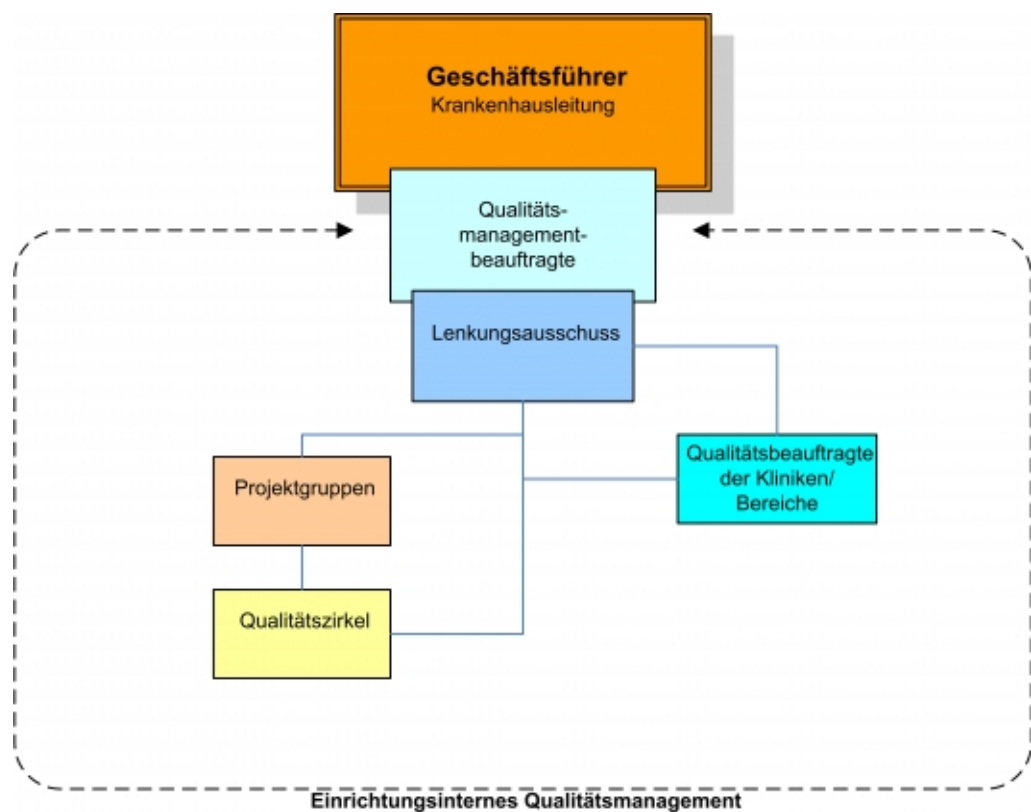 Geschäftsführer
Krankenhausleitung
Qualitäts-
management-
beauftragte
Lenkungsausschuss
Qualitätsbeauftragte
der Kliniken/
Bereiche
Projektgruppen
Qualitätszirkel
Einrichtungsinternes Qualitätsmanagement